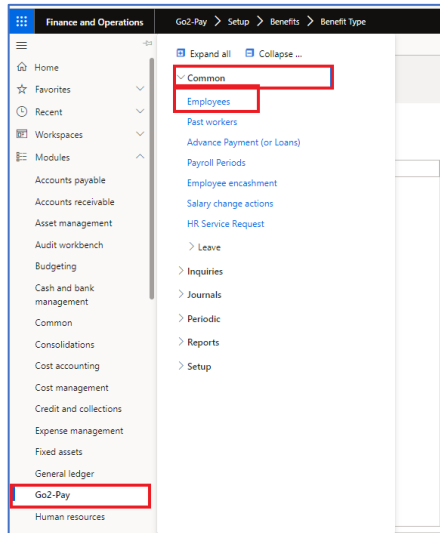 Finance and Operations
Go2-Pay > Setup > Benefits > Benefit Type
Home
Favorites
Recent
Workspaces
Modules
Accounts payable
Accounts receivable
Asset management
Audit workbench
Budgeting
Cash and bank
management
Common
Consolidations
Cost accounting
Cost management
Credit and collections
Expense management
Fixed assets
General ledger
Go2-Pay
Human resources
Expand all
Collapse ...
Common
Employees
Past workers
Advance Payment (or Loans)
Payroll Periods
Employee encashment
Salary change actions
HR Service Request
Leave
Inquiries
Journals
Periodic
Reports
Setup